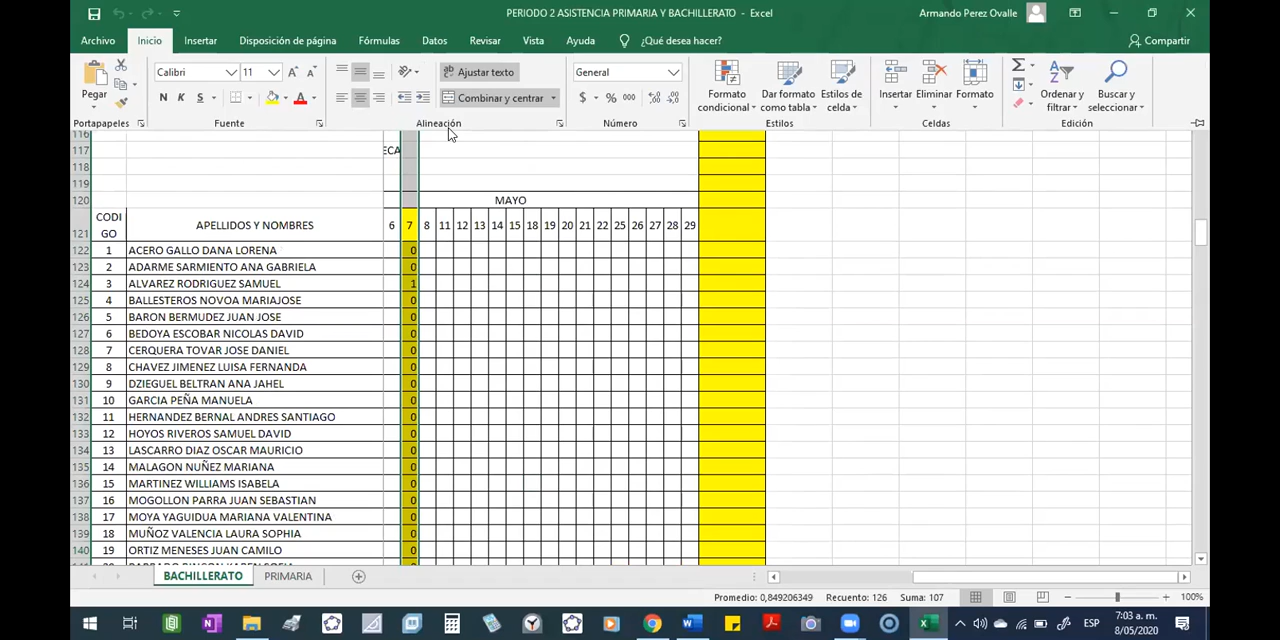 PERIODO 2 ASISTENCIA PRIMARIA Y BACHILLERATO - Excel
Armando Perez Ovalle
Archivo Inicio Insertar Disposición de página Fórmulas Datos Revisar Vista Ayuda ¿Qué desea hacer? Compartir
Pegar
Calibri 11
N K S
Ajustar texto
Combinar y centrar
General
$ % 000
Formato condicional
Dar formato como tabla
Estilos de celda
Insertar Eliminar Formato
Ordenar y filtrar
Buscar y seleccionar
Portapapeles Fuente Alineación Número Estilos Celdas Edición
116
117 ECA
118
119
120 MAYO
121 CODIGO APELLIDOS Y NOMBRES 6 7 8 11 12 13 14 15 18 19 20 21 22 25 26 27 28 29
122 1 ACERO GALLO DANA LORENA 0
123 2 ADARME SARMIENTO ANA GABRIELA 0
124 3 ALVAREZ RODRIGUEZ SAMUEL 1
125 4 BALLESTEROS NOVOA MARIAJOSE 0
126 5 BARON BERMUDEZ JUAN JOSE 0
127 6 BEDOYA ESCOBAR NICOLAS DAVID 0
128 7 CERQUERA TOVAR JOSE DANIEL 0
129 8 CHAVEZ JIMENEZ LUISA FERNANDA 0
130 9 DZIEGUEL BELTRAN ANA JAHEL 0
131 10 GARCIA PEÑA MANUELA 0
132 11 HERNANDEZ BERNAL ANDRES SANTIAGO 0
133 12 HOYOS RIVEROS SAMUEL DAVID 0
134 13 LASCARRO DIAZ OSCAR MAURICIO 0
135 14 MALAGON NUÑEZ MARIANA 0
136 15 MARTINEZ WILLIAMS ISABELA 0
137 16 MOGOLLON PARRA JUAN SEBASTIAN 0
138 17 MOYA YAGUIDUA MARIANA VALENTINA 0
139 18 MUÑOZ VALENCIA LAURA SOPHIA 0
140 19 ORTIZ MENESES JUAN CAMILO 0
BACHILLERATO PRIMARIA
Promedio: 0,849206349 Recuento: 126 Suma: 107 100%
ESP
7:03 a. m.
8/05/2020